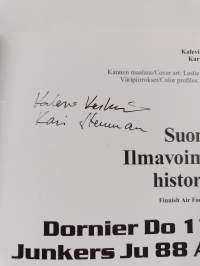 Kalevi
Kar
Kannen maalaus/Cover art: Leslie
Väripiirrokset/Color profiles:
Kalevi Keskinen
Kari Stenman
Suom
Ilmavoim
histor
Finnish Air For
Dornier Do 1
Junkers Ju 88 A